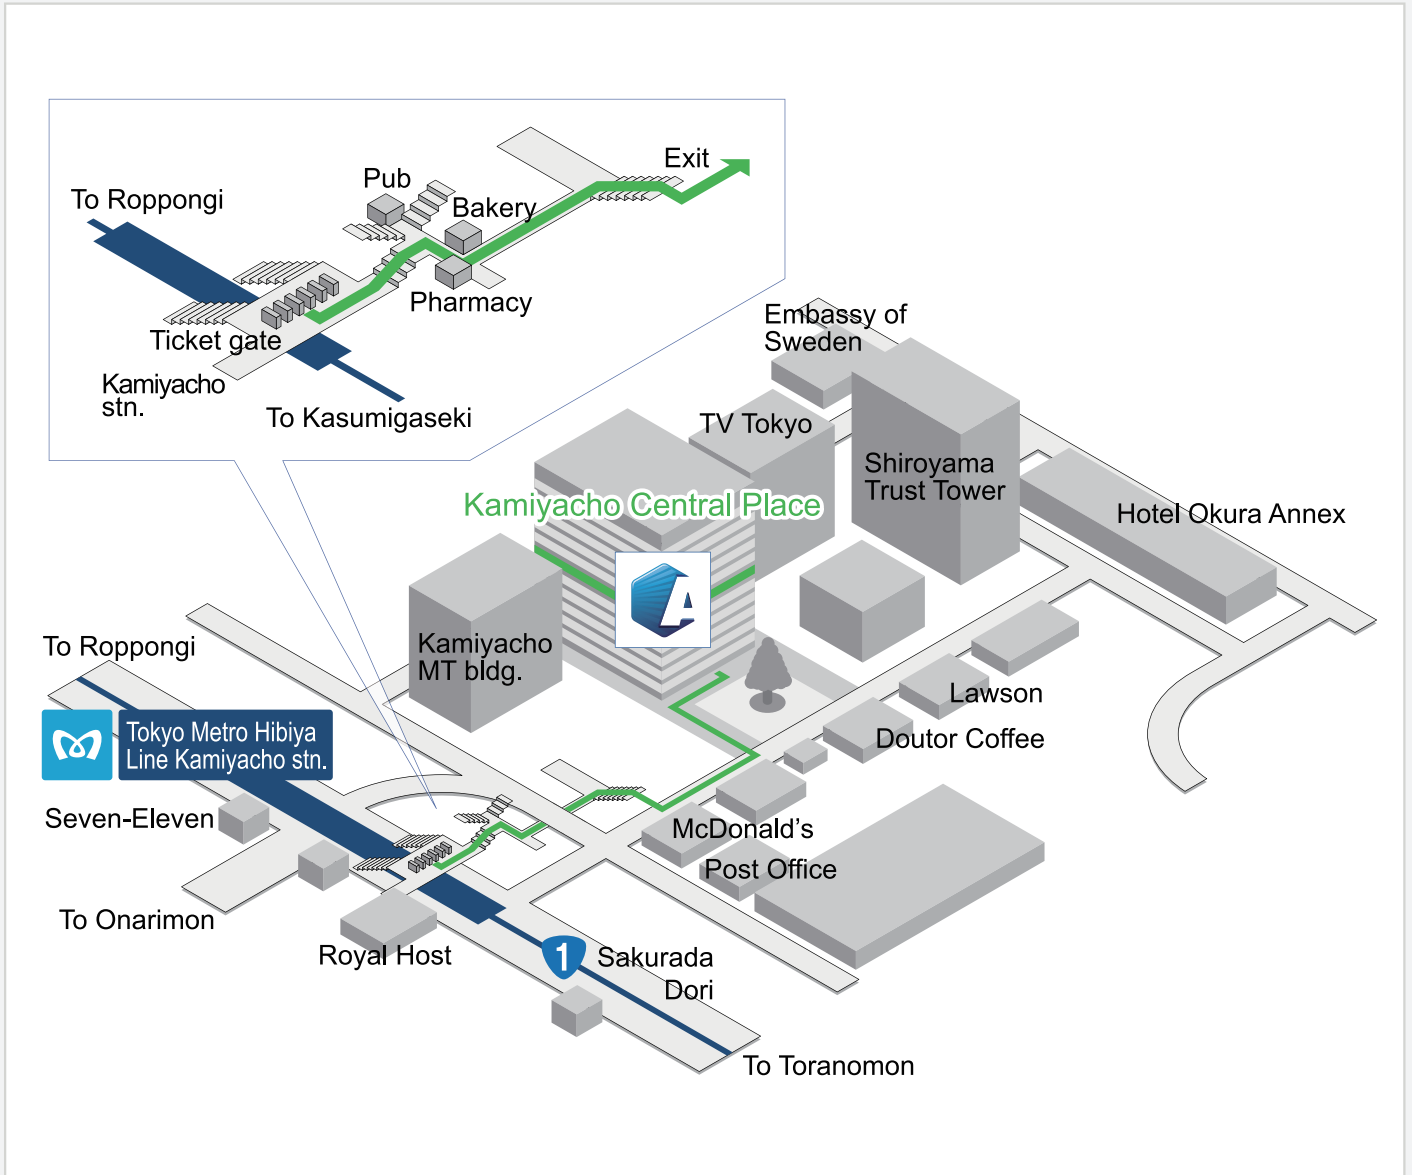 Exit
Pub
To Roppongi
Bakery
Pharmacy
Ticket gate
Kamiyacho
stn.
To Kasumigaseki
Embassy of
Sweden
TV Tokyo
Shiroyama
Trust Tower
Kamiyacho Central Place
Hotel Okura Annex
A
Kamiyacho
MT bldg.
To Roppongi
Lawson
Tokyo Metro Hibiya
Line Kamiyacho stn.
Doutor Coffee
Seven-Eleven
McDonald's
Post Office
To Onarimon
Royal Host
1
Sakurada
Dori
To Toranomon